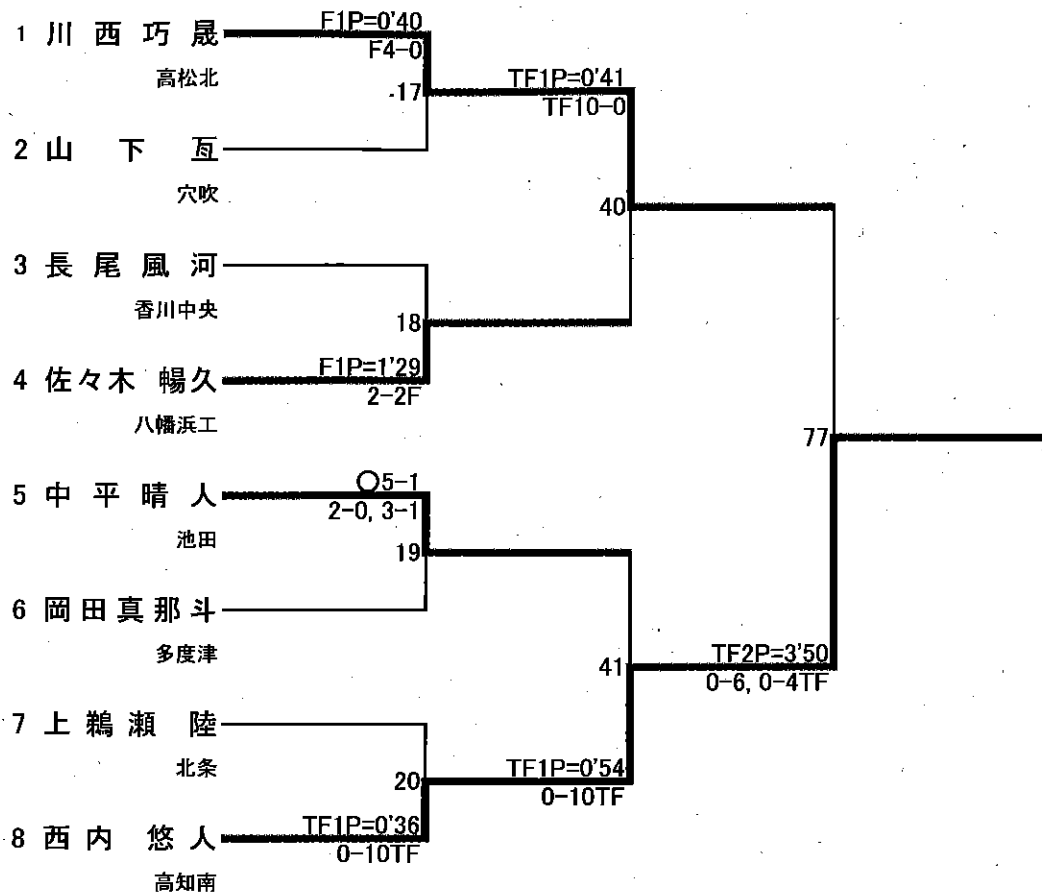 F1P=0'40
1 川西巧晟
F4-0
高松北
TF1P=0'41
17
TF10-0
2 山下亙
穴吹
40
3 長尾風河
香川中央
18
F1P=1'29
4 佐々木 暢久
2-2F
八幡浜工
77
○5-1
5 中平晴人
2-0, 3-1
池田
19
6 岡田真那斗
多度津
TF2P=3'50
41
0-6, 0-4TF
7 上鵜瀬 陸
北条
TF1P=0'54
20
0-10TF
TF1P=0'36
8 西内 悠人
0-10TF
高知南